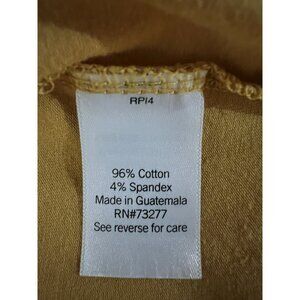 RP/4
96% Cotton
4% Spandex
Made in Guatemala
RN#73277
See reverse for care